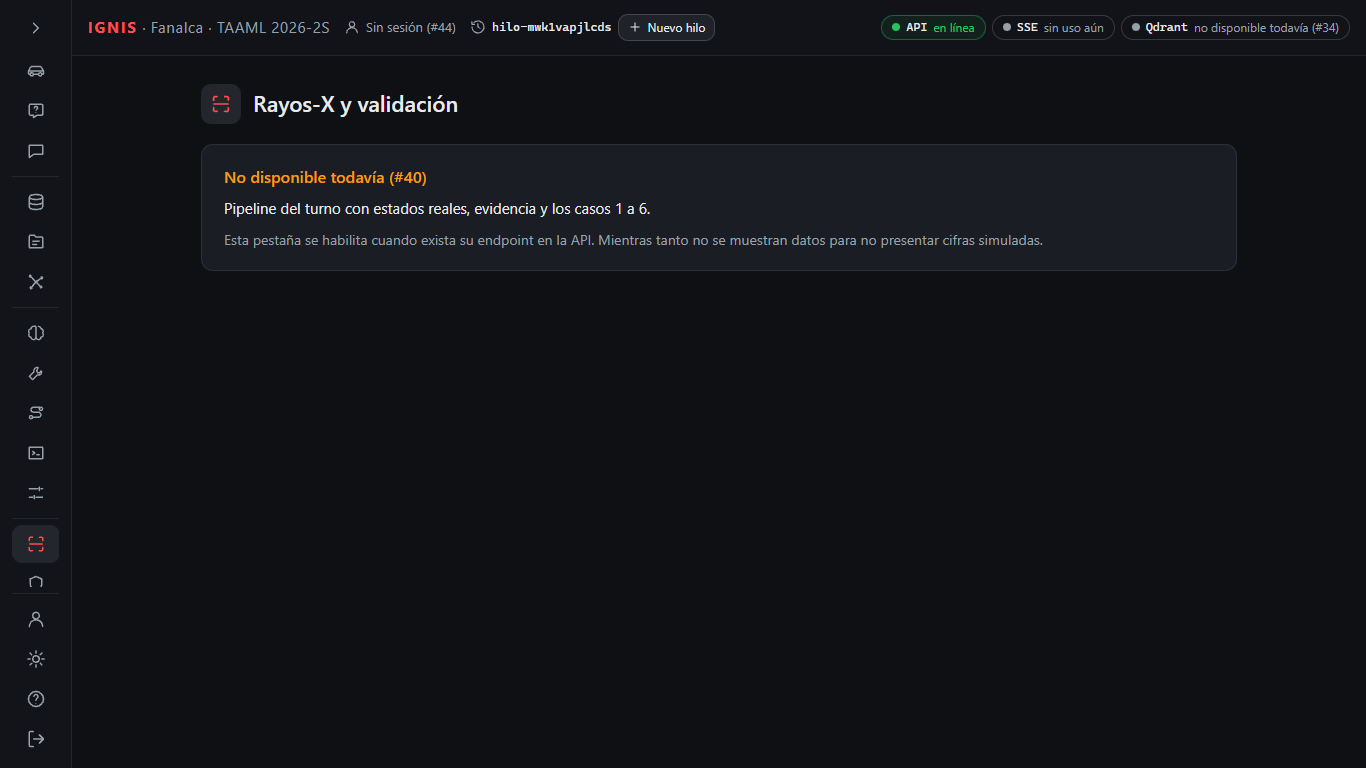 IGNIS · Fanalca · TAAML 2026-2S Sin sesión (#44) hilo-mwk1vapjlcds + Nuevo hilo API en línea SSE sin uso aún Qdrant no disponible todavía (#34)
Rayos-X y validación
No disponible todavía (#40)
Pipeline del turno con estados reales, evidencia y los casos 1 a 6.
Esta pestaña se habilita cuando exista su endpoint en la API. Mientras tanto no se muestran datos para no presentar cifras simuladas.